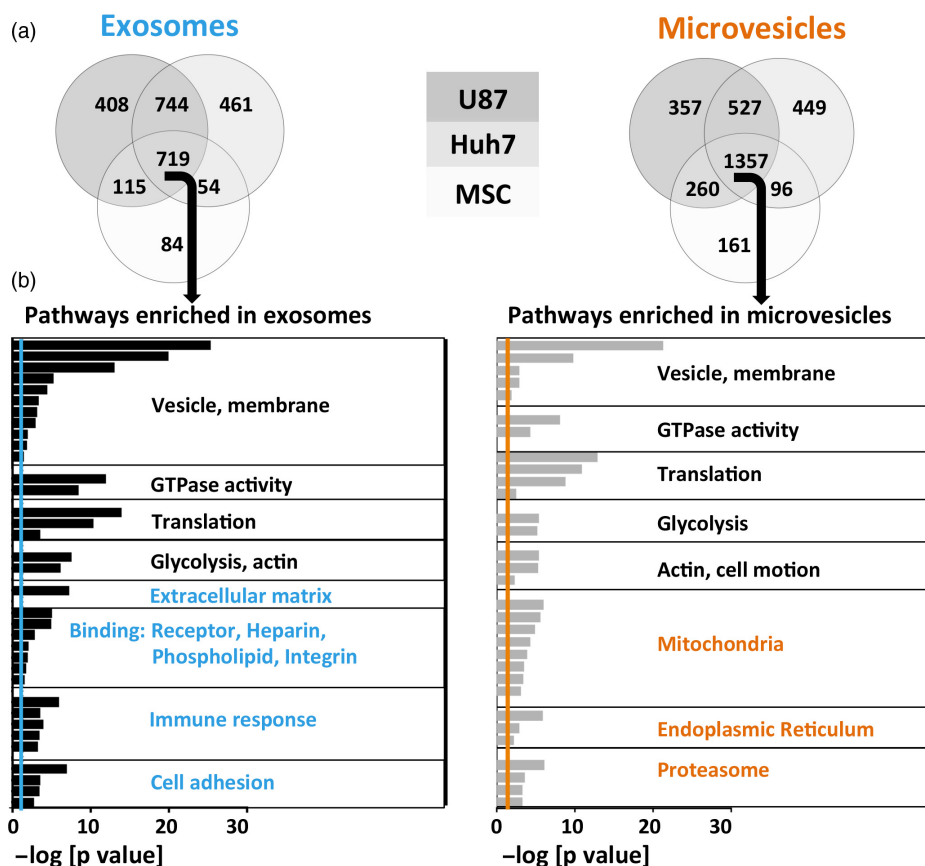 (a)
Exosomes
Microvesicles
408 744 461
719
115 54
84
U87
Huh7
MSC
357 527 449
1357
260 96
161
(b)
Pathways enriched in exosomes
Vesicle, membrane
GTPase activity
Translation
Glycolysis, actin
Extracellular matrix
Binding: Receptor, Heparin,
Phospholipid, Integrin
Immune response
Cell adhesion
0 10 20 30
–log [p value]
Pathways enriched in microvesicles
Vesicle, membrane
GTPase activity
Translation
Glycolysis
Actin, cell motion
Mitochondria
Endoplasmic Reticulum
Proteasome
0 10 20 30
–log [p value]